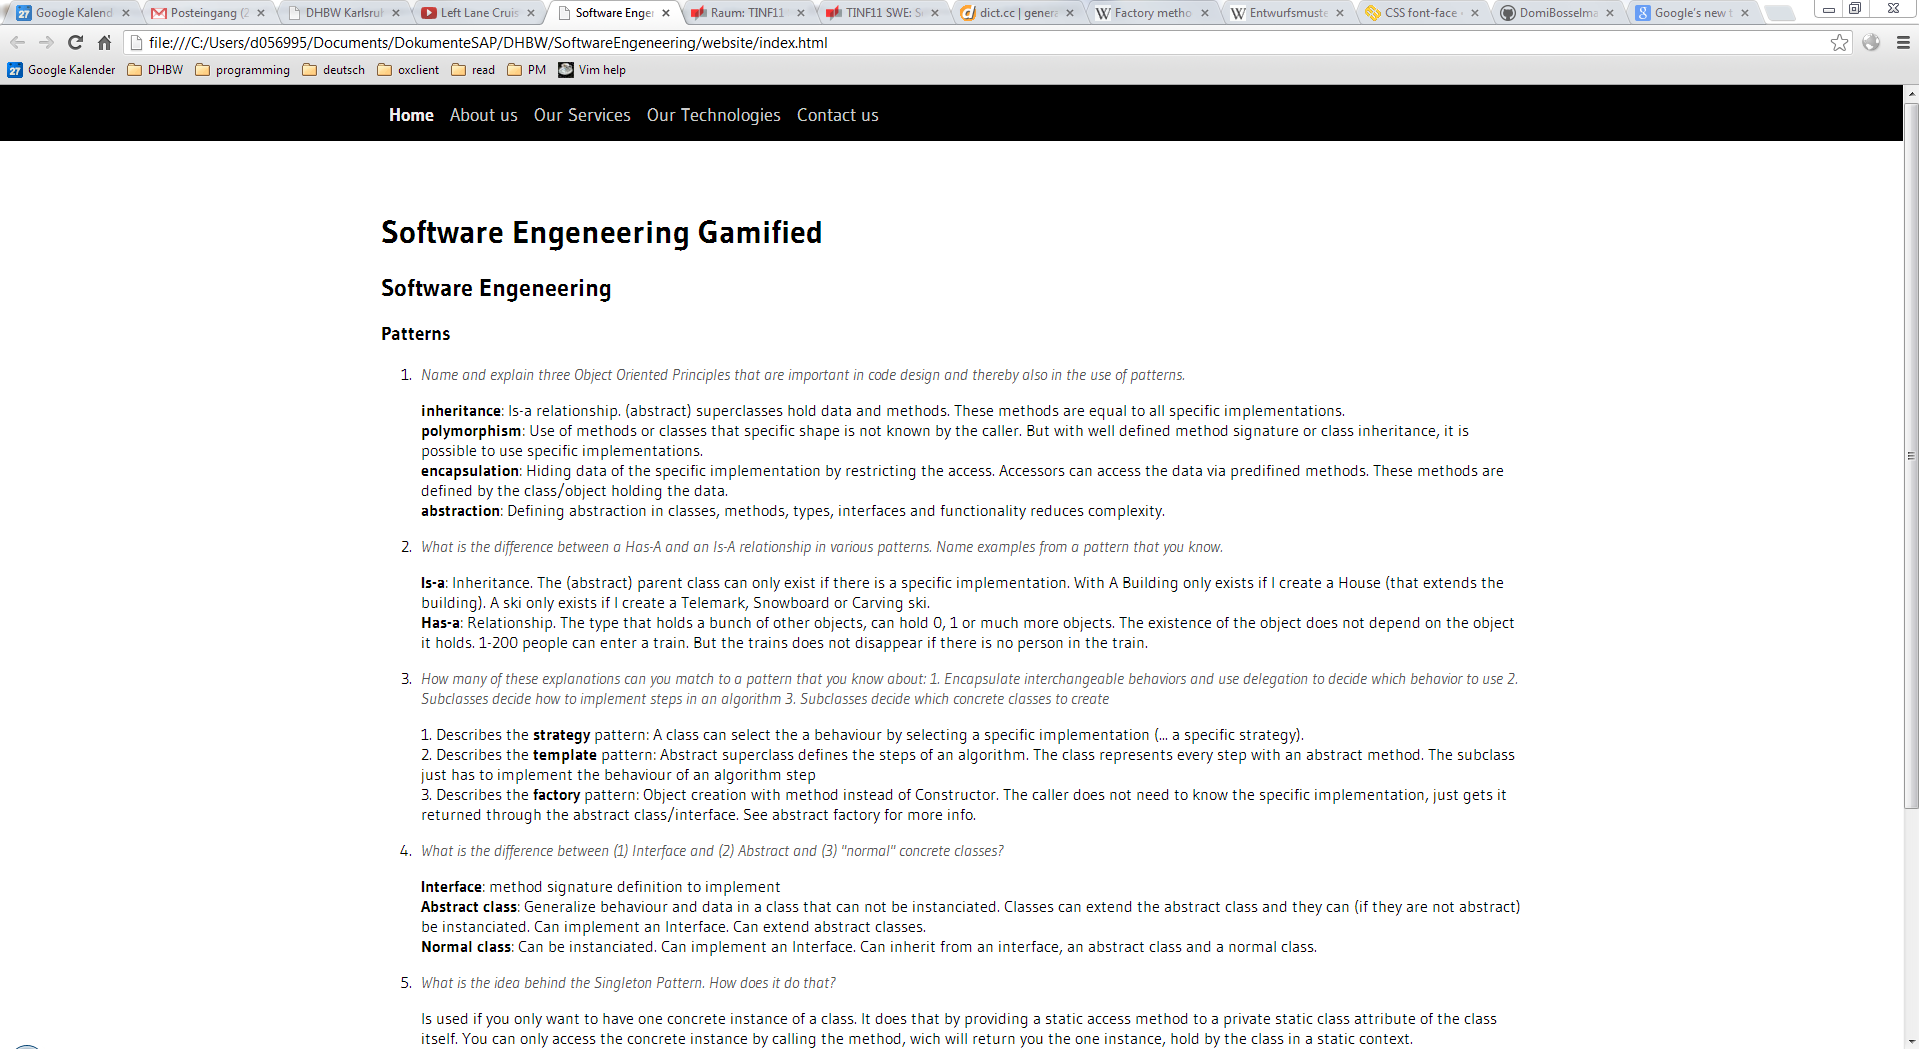 Google Kalend
Posteingang (2
DHBW Karlsruh
Left Lane Cruis
Software Enger
Raum: TINF11
TINF11 SWE: S
dict.cc | genera
Factory metho
Entwurfsmuste
CSS font-face
DomiBosselma
Google's new t
file:///C:/Users/d056995/Documents/DokumenteSAP/DHBW/SoftwareEngeneering/website/index.html
27 Google Kalender DHBW programming deutsch oxclient read PM Vim help
Home About us Our Services Our Technologies Contact us
Software Engeneering Gamified
Software Engeneering
Patterns
1. Name and explain three Object Oriented Principles that are important in code design and thereby also in the use of patterns.
inheritance: Is-a relationship. (abstract) superclasses hold data and methods. These methods are equal to all specific implementations.
polymorphism: Use of methods or classes that specific shape is not known by the caller. But with well defined method signature or class inheritance, it is
possible to use specific implementations.
encapsulation: Hiding data of the specific implementation by restricting the access. Accessors can access the data via predifined methods. These methods are
defined by the class/object holding the data.
abstraction: Defining abstraction in classes, methods, types, interfaces and functionality reduces complexity.
2. What is the difference between a Has-A and an Is-A relationship in various patterns. Name examples from a pattern that you know.
Is-a: Inheritance. The (abstract) parent class can only exist if there is a specific implementation. With A Building only exists if I create a House (that extends the
building). A ski only exists if I create a Telemark, Snowboard or Carving ski.
Has-a: Relationship. The type that holds a bunch of other objects, can hold 0, 1 or much more objects. The existence of the object does not depend on the object
it holds. 1-200 people can enter a train. But the trains does not disappear if there is no person in the train.
3. How many of these explanations can you match to a pattern that you know about: 1. Encapsulate interchangeable behaviors and use delegation to decide which behavior to use 2.
Subclasses decide how to implement steps in an algorithm 3. Subclasses decide which concrete classes to create
1. Describes the strategy pattern: A class can select the a behaviour by selecting a specific implementation (... a specific strategy).
2. Describes the template pattern: Abstract superclass defines the steps of an algorithm. The class represents every step with an abstract method. The subclass
just has to implement the behaviour of an algorithm step
3. Describes the factory pattern: Object creation with method instead of Constructor. The caller does not need to know the specific implementation, just gets it
returned through the abstract class/interface. See abstract factory for more info.
4. What is the difference between (1) Interface and (2) Abstract and (3) "normal" concrete classes?
Interface: method signature definition to implement
Abstract class: Generalize behaviour and data in a class that can not be instanciated. Classes can extend the abstract class and they can (if they are not abstract)
be instanciated. Can implement an Interface. Can extend abstract classes.
Normal class: Can be instanciated. Can implement an Interface. Can inherit from an interface, an abstract class and a normal class.
5. What is the idea behind the Singleton Pattern. How does it do that?
Is used if you only want to have one concrete instance of a class. It does that by providing a static access method to a private static class attribute of the class
itself. You can only access the concrete instance by calling the method, wich will return you the one instance, hold by the class in a static context.